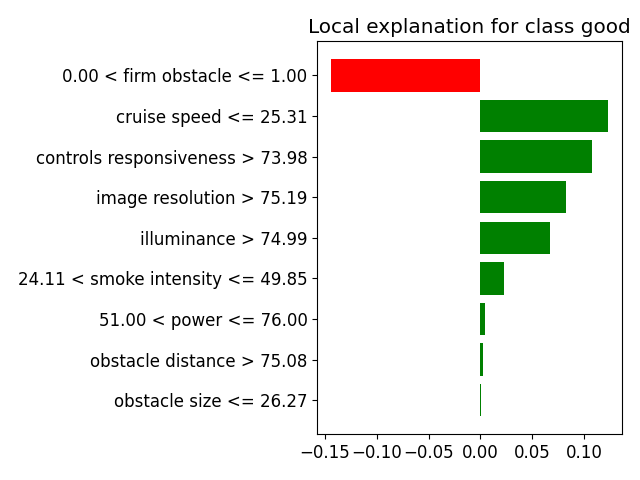 Local explanation for class good
0.00 < firm obstacle <= 1.00
cruise speed <= 25.31
controls responsiveness > 73.98
image resolution > 75.19
illuminance > 74.99
24.11 < smoke intensity <= 49.85
51.00 < power <= 76.00
obstacle distance > 75.08
obstacle size <= 26.27
−0.15 −0.10 −0.05 0.00 0.05 0.10